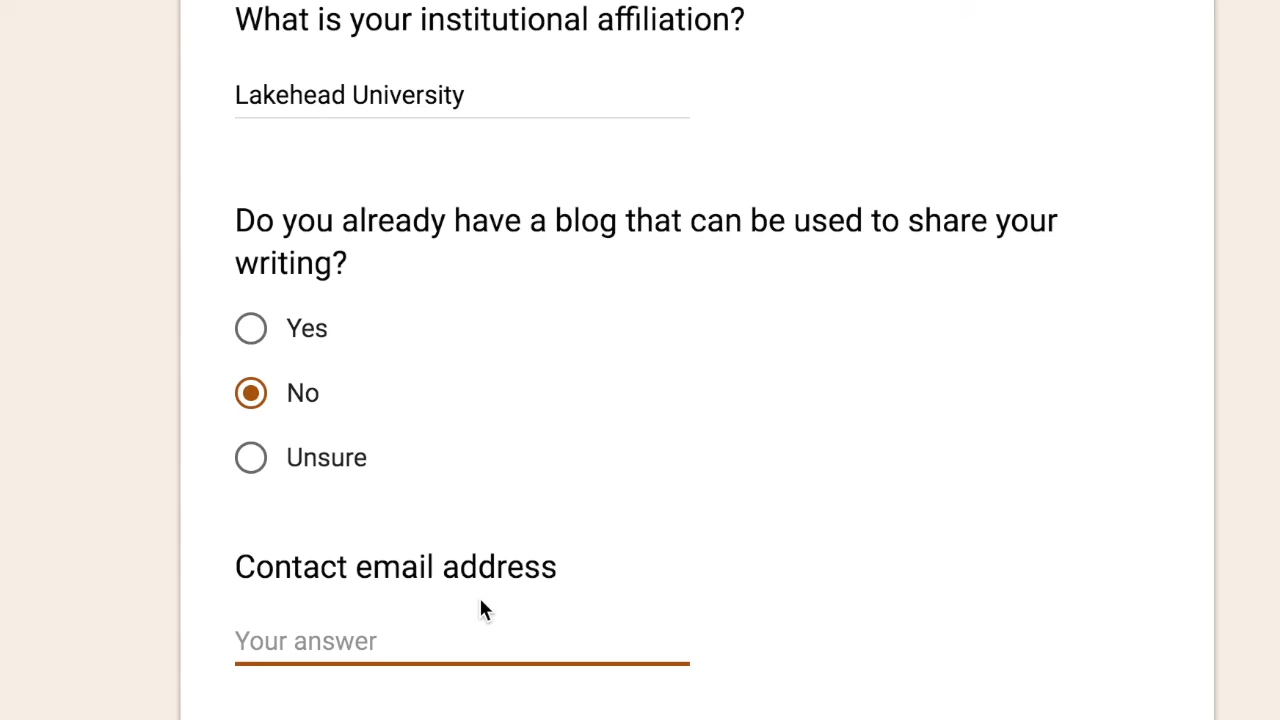 What is your institutional affiliation?
Lakehead University
Do you already have a blog that can be used to share your
writing?
Yes
No
Unsure
Contact email address
Your answer